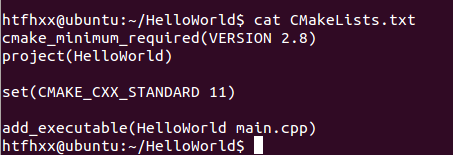 htfhxx@ubuntu:~/HelloWorld$ cat CMakeLists.txt
cmake_minimum_required(VERSION 2.8)
project(HelloWorld)
set(CMAKE_CXX_STANDARD 11)
add_executable(HelloWorld main.cpp)
htfhxx@ubuntu:~/HelloWorld$